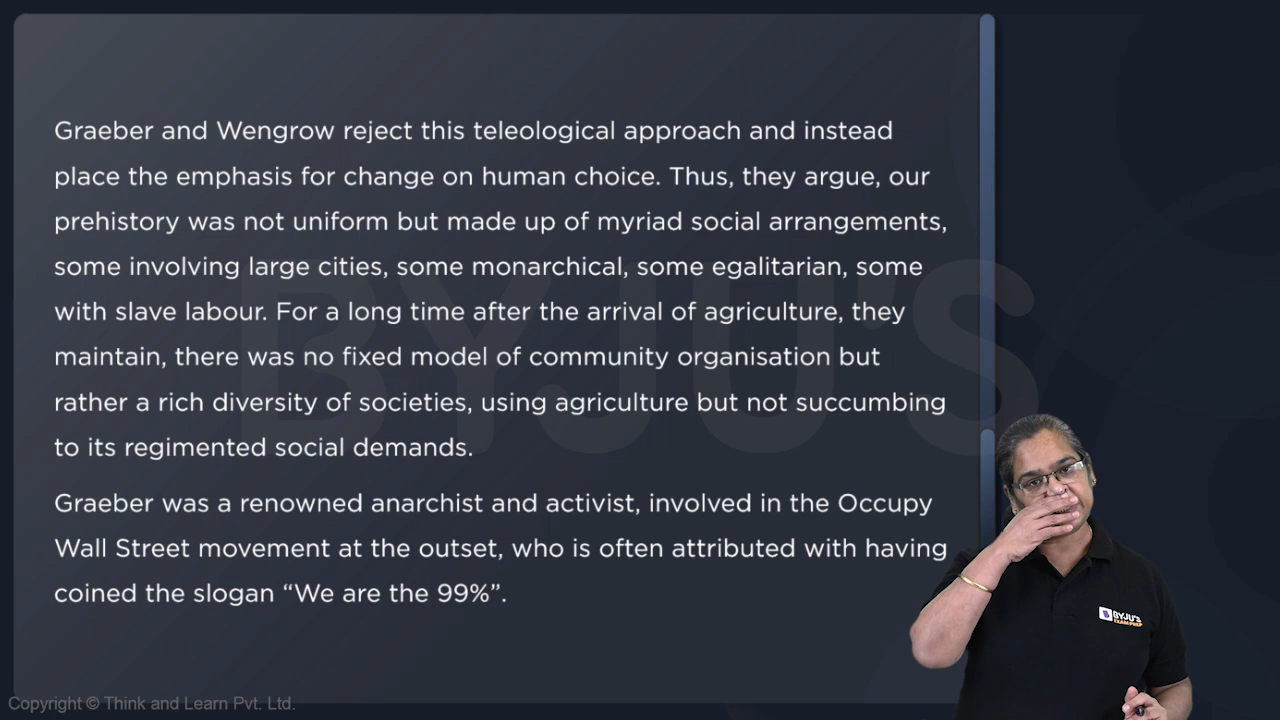 Graeber and Wengrow reject this teleological approach and instead
place the emphasis for change on human choice. Thus, they argue, our
prehistory was not uniform but made up of myriad social arrangements,
some involving large cities, some monarchical, some egalitarian, some
with slave labour. For a long time after the arrival of agriculture, they
maintain, there was no fixed model of community organisation but
rather a rich diversity of societies, using agriculture but not succumbing
to its regimented social demands.
Graeber was a renowned anarchist and activist, involved in the Occupy
Wall Street movement at the outset, who is often attributed with having
coined the slogan “We are the 99%”.
BYJU'S
BYJU'S
EXAM PREP
Copyright © Think and Learn Pvt. Ltd.